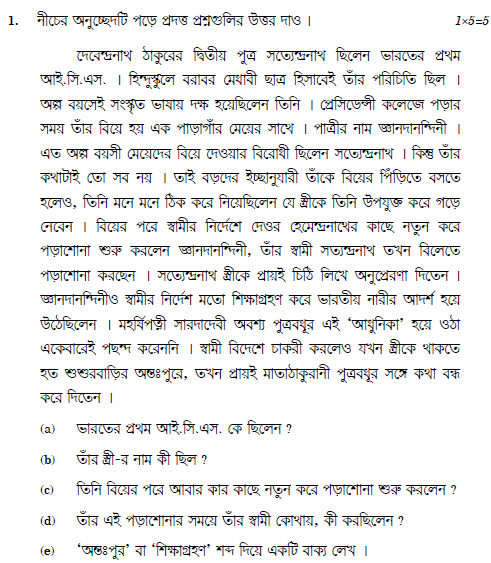 1. নীচের অনুচ্ছেদটি পড়ে প্রদত্ত প্রশ্নগুলির উত্তর দাও । 1×5=5
দেবেন্দ্রনাথ ঠাকুরের দ্বিতীয় পুত্র সত্যেন্দ্রনাথ ছিলেন ভারতের প্রথম
আই.সি.এস. । হিন্দুস্কুলে বরাবর মেধাবী ছাত্র হিসাবেই তাঁর পরিচিতি ছিল ।
অল্প বয়সেই সংস্কৃত ভাষায় দক্ষ হয়েছিলেন তিনি । প্রেসিডেন্সী কলেজে পড়ার
সময় তাঁর বিয়ে হয় এক পাড়াগাঁর মেয়ের সাথে । পাত্রীর নাম জ্ঞানদানন্দিনী ।
এত অল্প বয়সী মেয়েদের বিয়ে দেওয়ার বিরোধী ছিলেন সত্যেন্দ্রনাথ । কিন্তু তাঁর
কথাটাই তো সব নয় । তাই বড়দের ইচ্ছানুযারী তাঁকে বিয়ের পিঁড়িতে বসতে
হলেও, তিনি মনে মনে ঠিক করে নিয়েছিলেন যে স্ত্রীকে তিনি উপযুক্ত করে গড়ে
নেবেন । বিয়ের পরে স্বামীর নির্দেশে দেওর হেমেন্দ্রনাথের কাছে নতুন করে
পড়াশোনা শুরু করলেন জ্ঞানদানন্দিনী, তাঁর স্বামী সত্যন্দ্রনাথ তখন বিলেতে
পড়াশোনা করছেন । সত্যেন্দ্রনাথ স্ত্রীকে প্রায়ই চিঠি লিখে অনুপ্রেরণা দিতেন ।
জ্ঞানদানন্দিনীও স্বামীর নির্দেশ মতো শিক্ষাগ্রহণ করে ভারতীয় নারীর আদর্শ হয়ে
উঠেছিলেন । মহর্ষিপত্নী সারদাদেবী অবশ্য পুত্রবধূর এই ‘আধুনিকা’ হয়ে ওঠা
একেবারেই পছন্দ করেননি । স্বামী বিদেশে চাকরী করলেও যখন স্ত্রীকে থাকতে
হত শ্বশুরবাড়ির অন্তঃপুরে, তখন প্রায়ই মাতাঠাকুরানী পুত্রবধূর সঙ্গে কথা বন্ধ
করে দিতেন ।
(a) ভারতের প্রথম আই.সি.এস. কে ছিলেন ?
(b) তাঁর স্ত্রী-র নাম কী ছিল ?
(c) তিনি বিয়ের পরে আবার কার কাছে নতুন করে পড়াশোনা শুরু করলেন ?
(d) তাঁর এই পড়াশোনার সময়ে তাঁর স্বামী কোথায়, কী করছিলেন ?
(e) ‘অন্তঃপুর’ বা ‘শিক্ষাগ্রহণ’ শব্দ দিয়ে একটি বাক্য লেখ ।